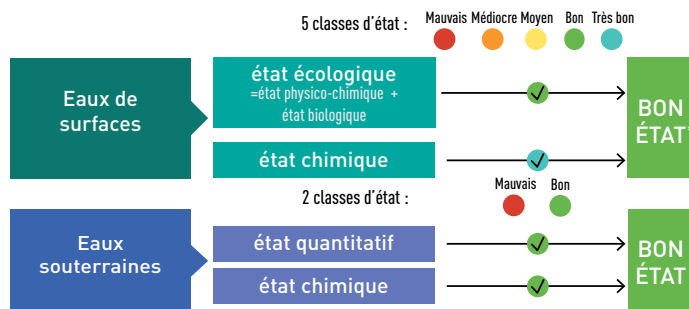 5 classes d'état :
Mauvais Médiocre Moyen Bon Très bon
Eaux de
surfaces
état écologique
=état physico-chimique +
état biologique
état chimique
BON
ÉTAT*
2 classes d'état :
Mauvais Bon
Eaux
souterraines
état quantitatif
état chimique
BON
ÉTAT